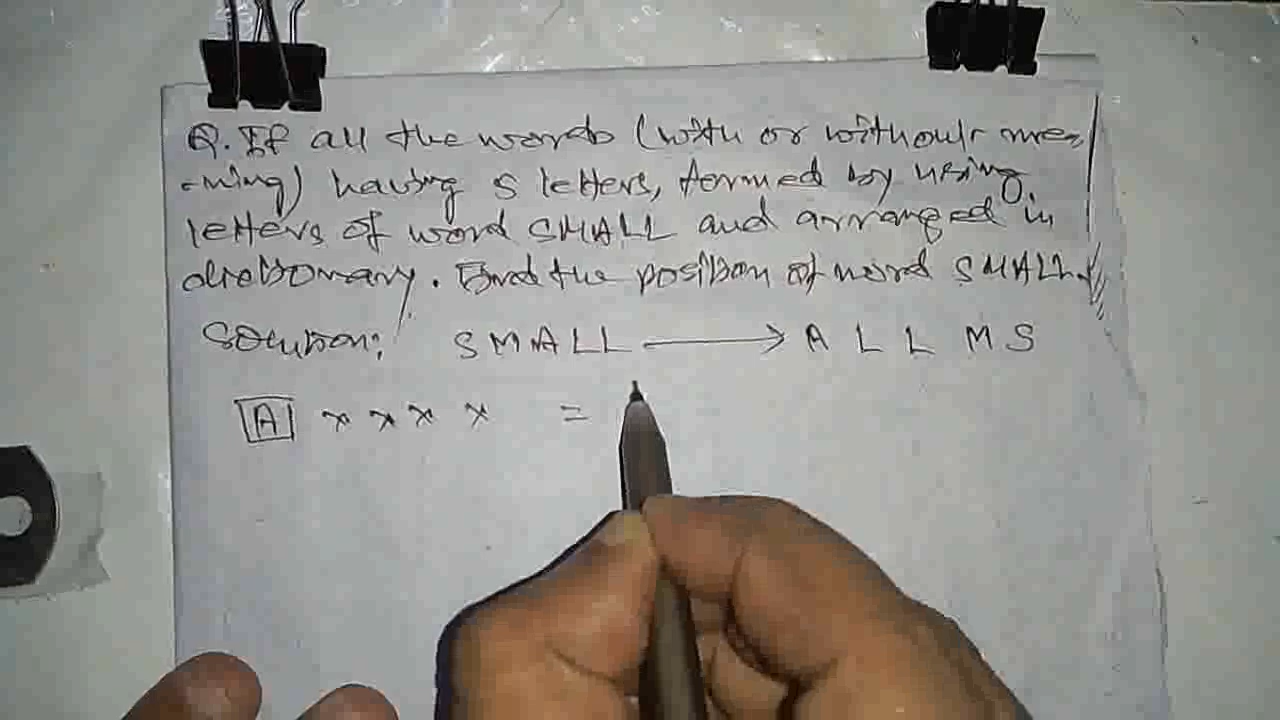 Q. If all the words (with or without mea-
-ning) having 5 letters, formed by using
letters of word SMALL and arranged in
dictionary. Find the position of word SMALL.
Solution: SMALL → A L L M S
A × × × × =